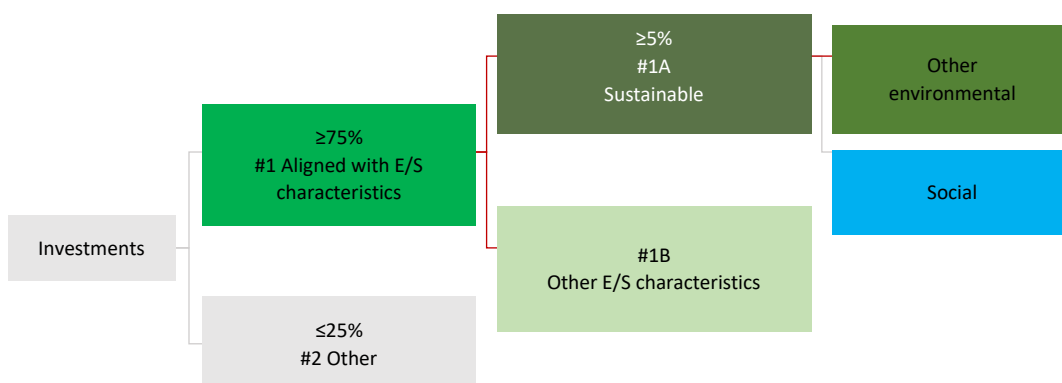 Investments
≥75%
#1 Aligned with E/S
characteristics
≤25%
#2 Other
≥5%
#1A
Sustainable
#1B
Other E/S characteristics
Other
environmental
Social